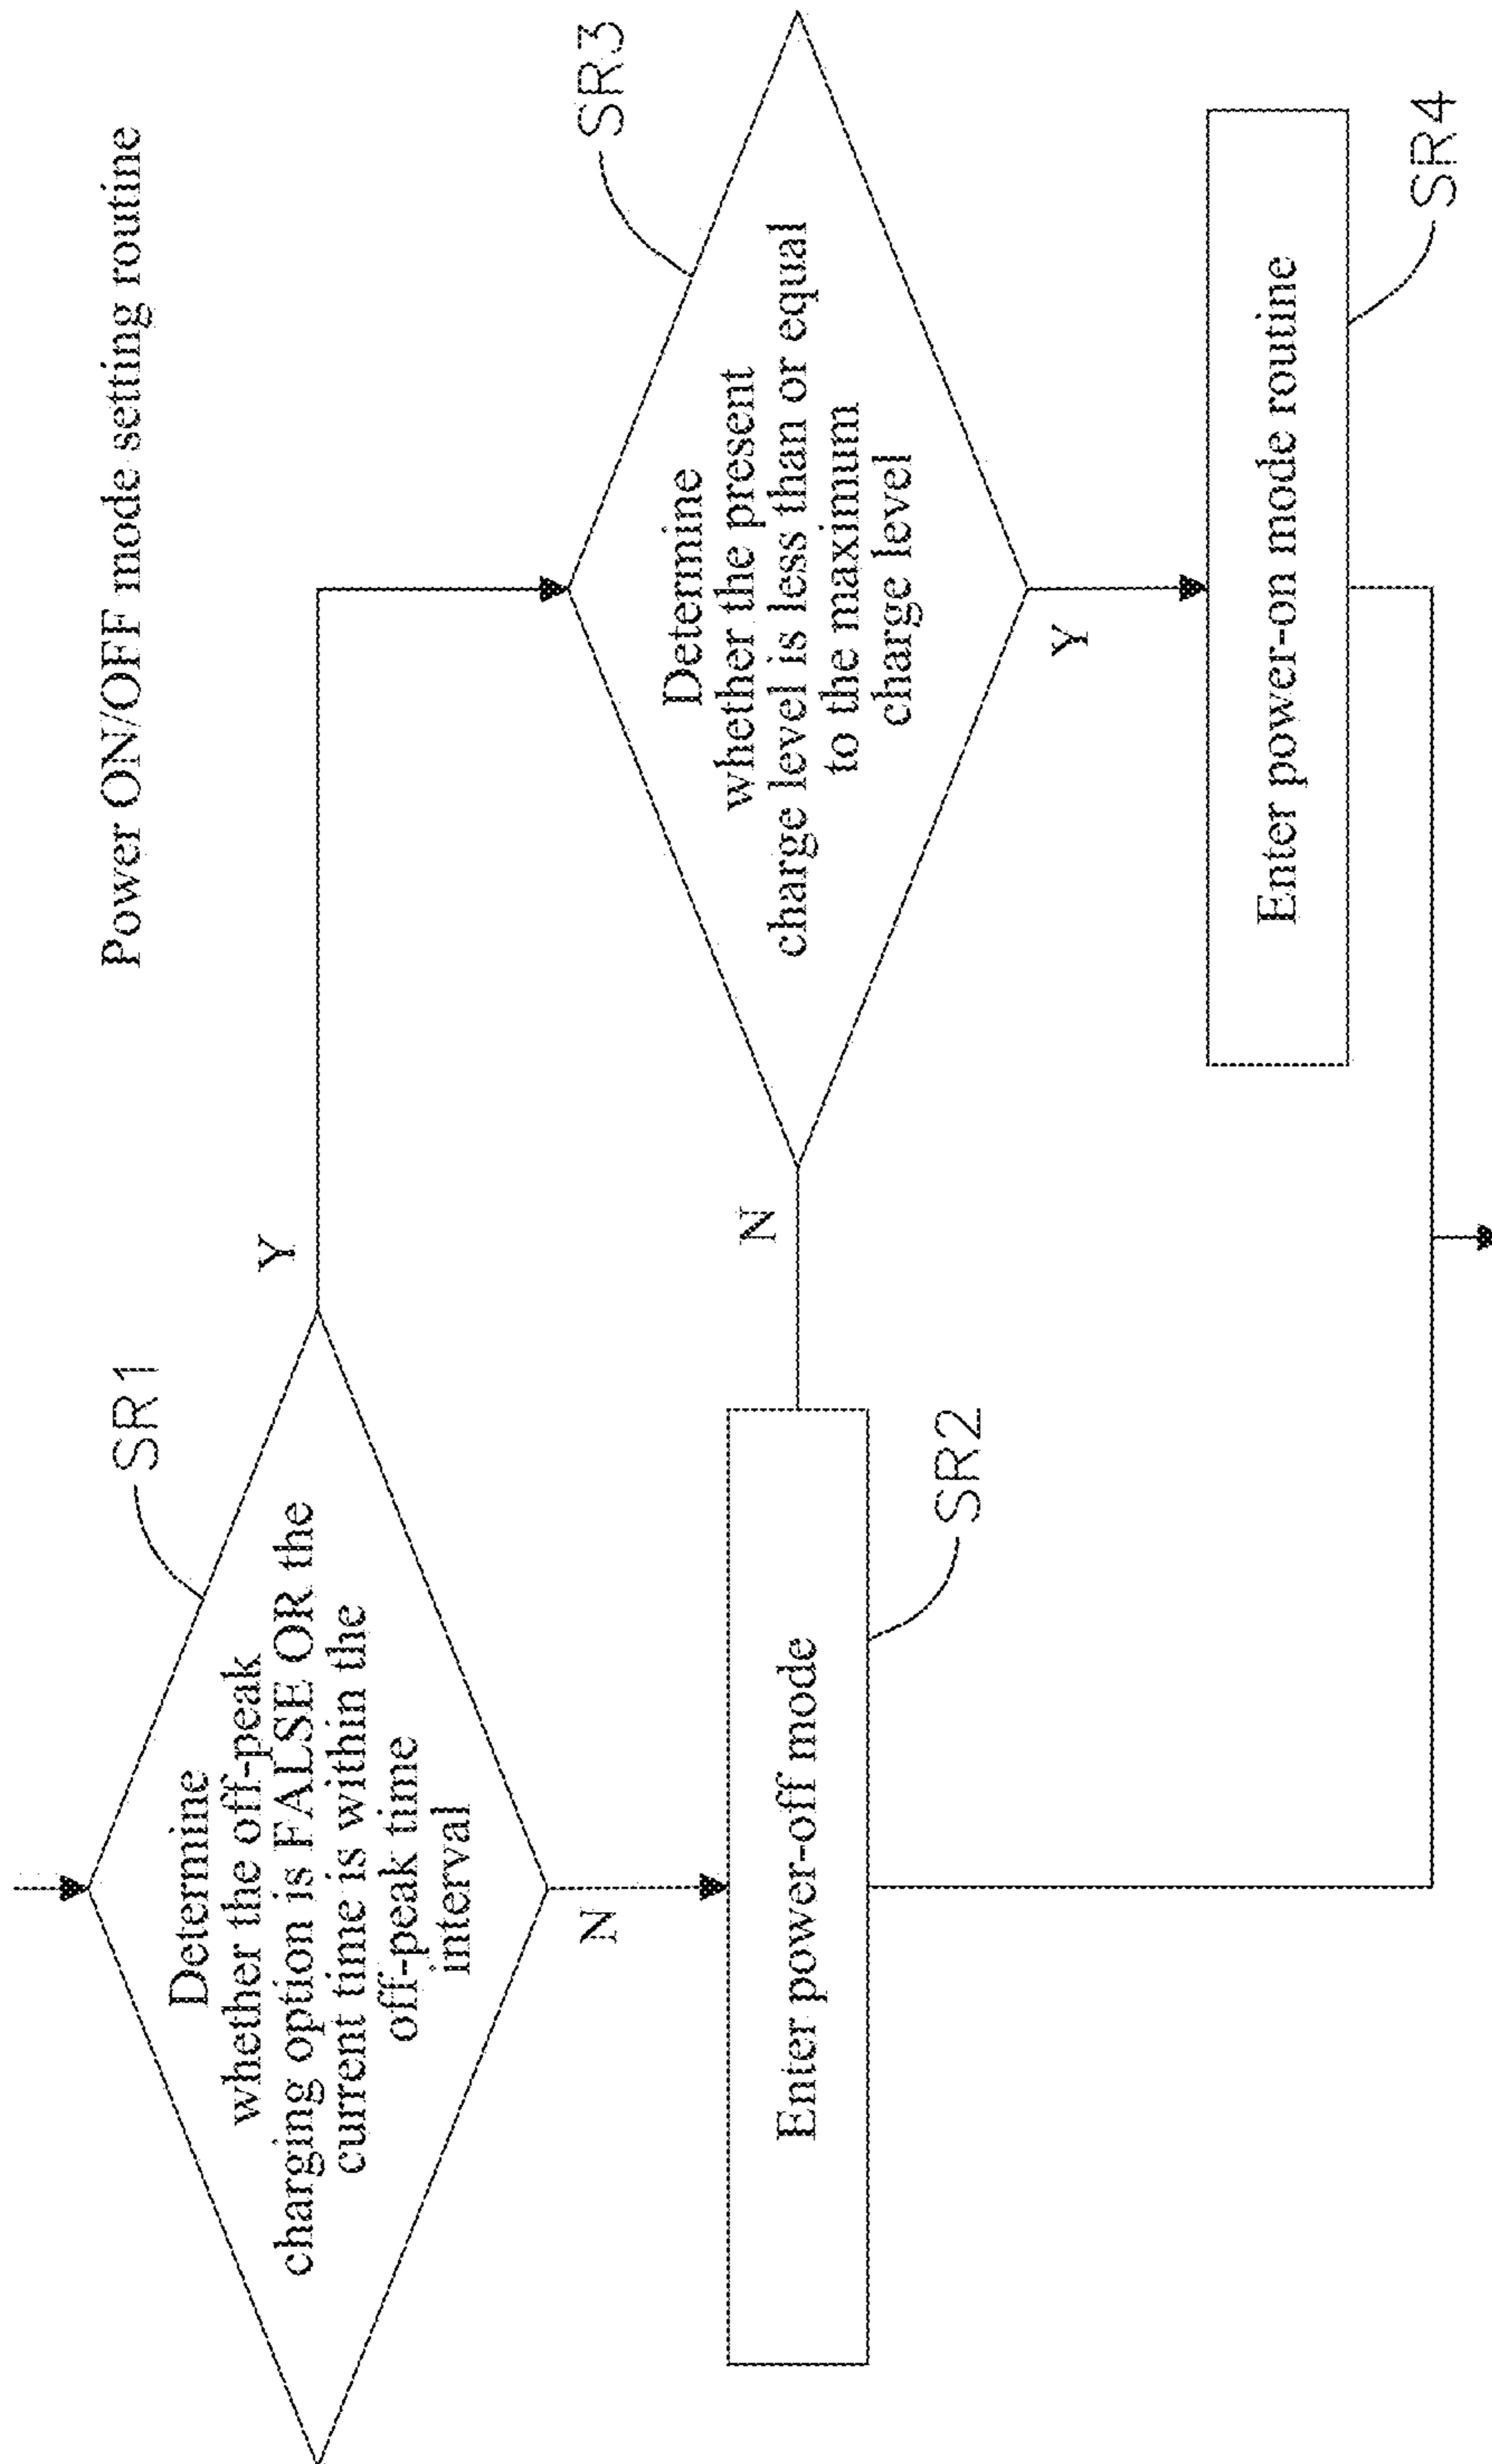 Power ON/OFF mode setting routine
SR1
Determine
whether the off-peak
charging option is FALSE OR the
current time is within the
off-peak time
interval
Y
N
SR2
Enter power-off mode
SR3
Determine
whether the present
charge level is less than or equal
to the maximum
charge level
N
Y
Enter power-on mode routine
SR4